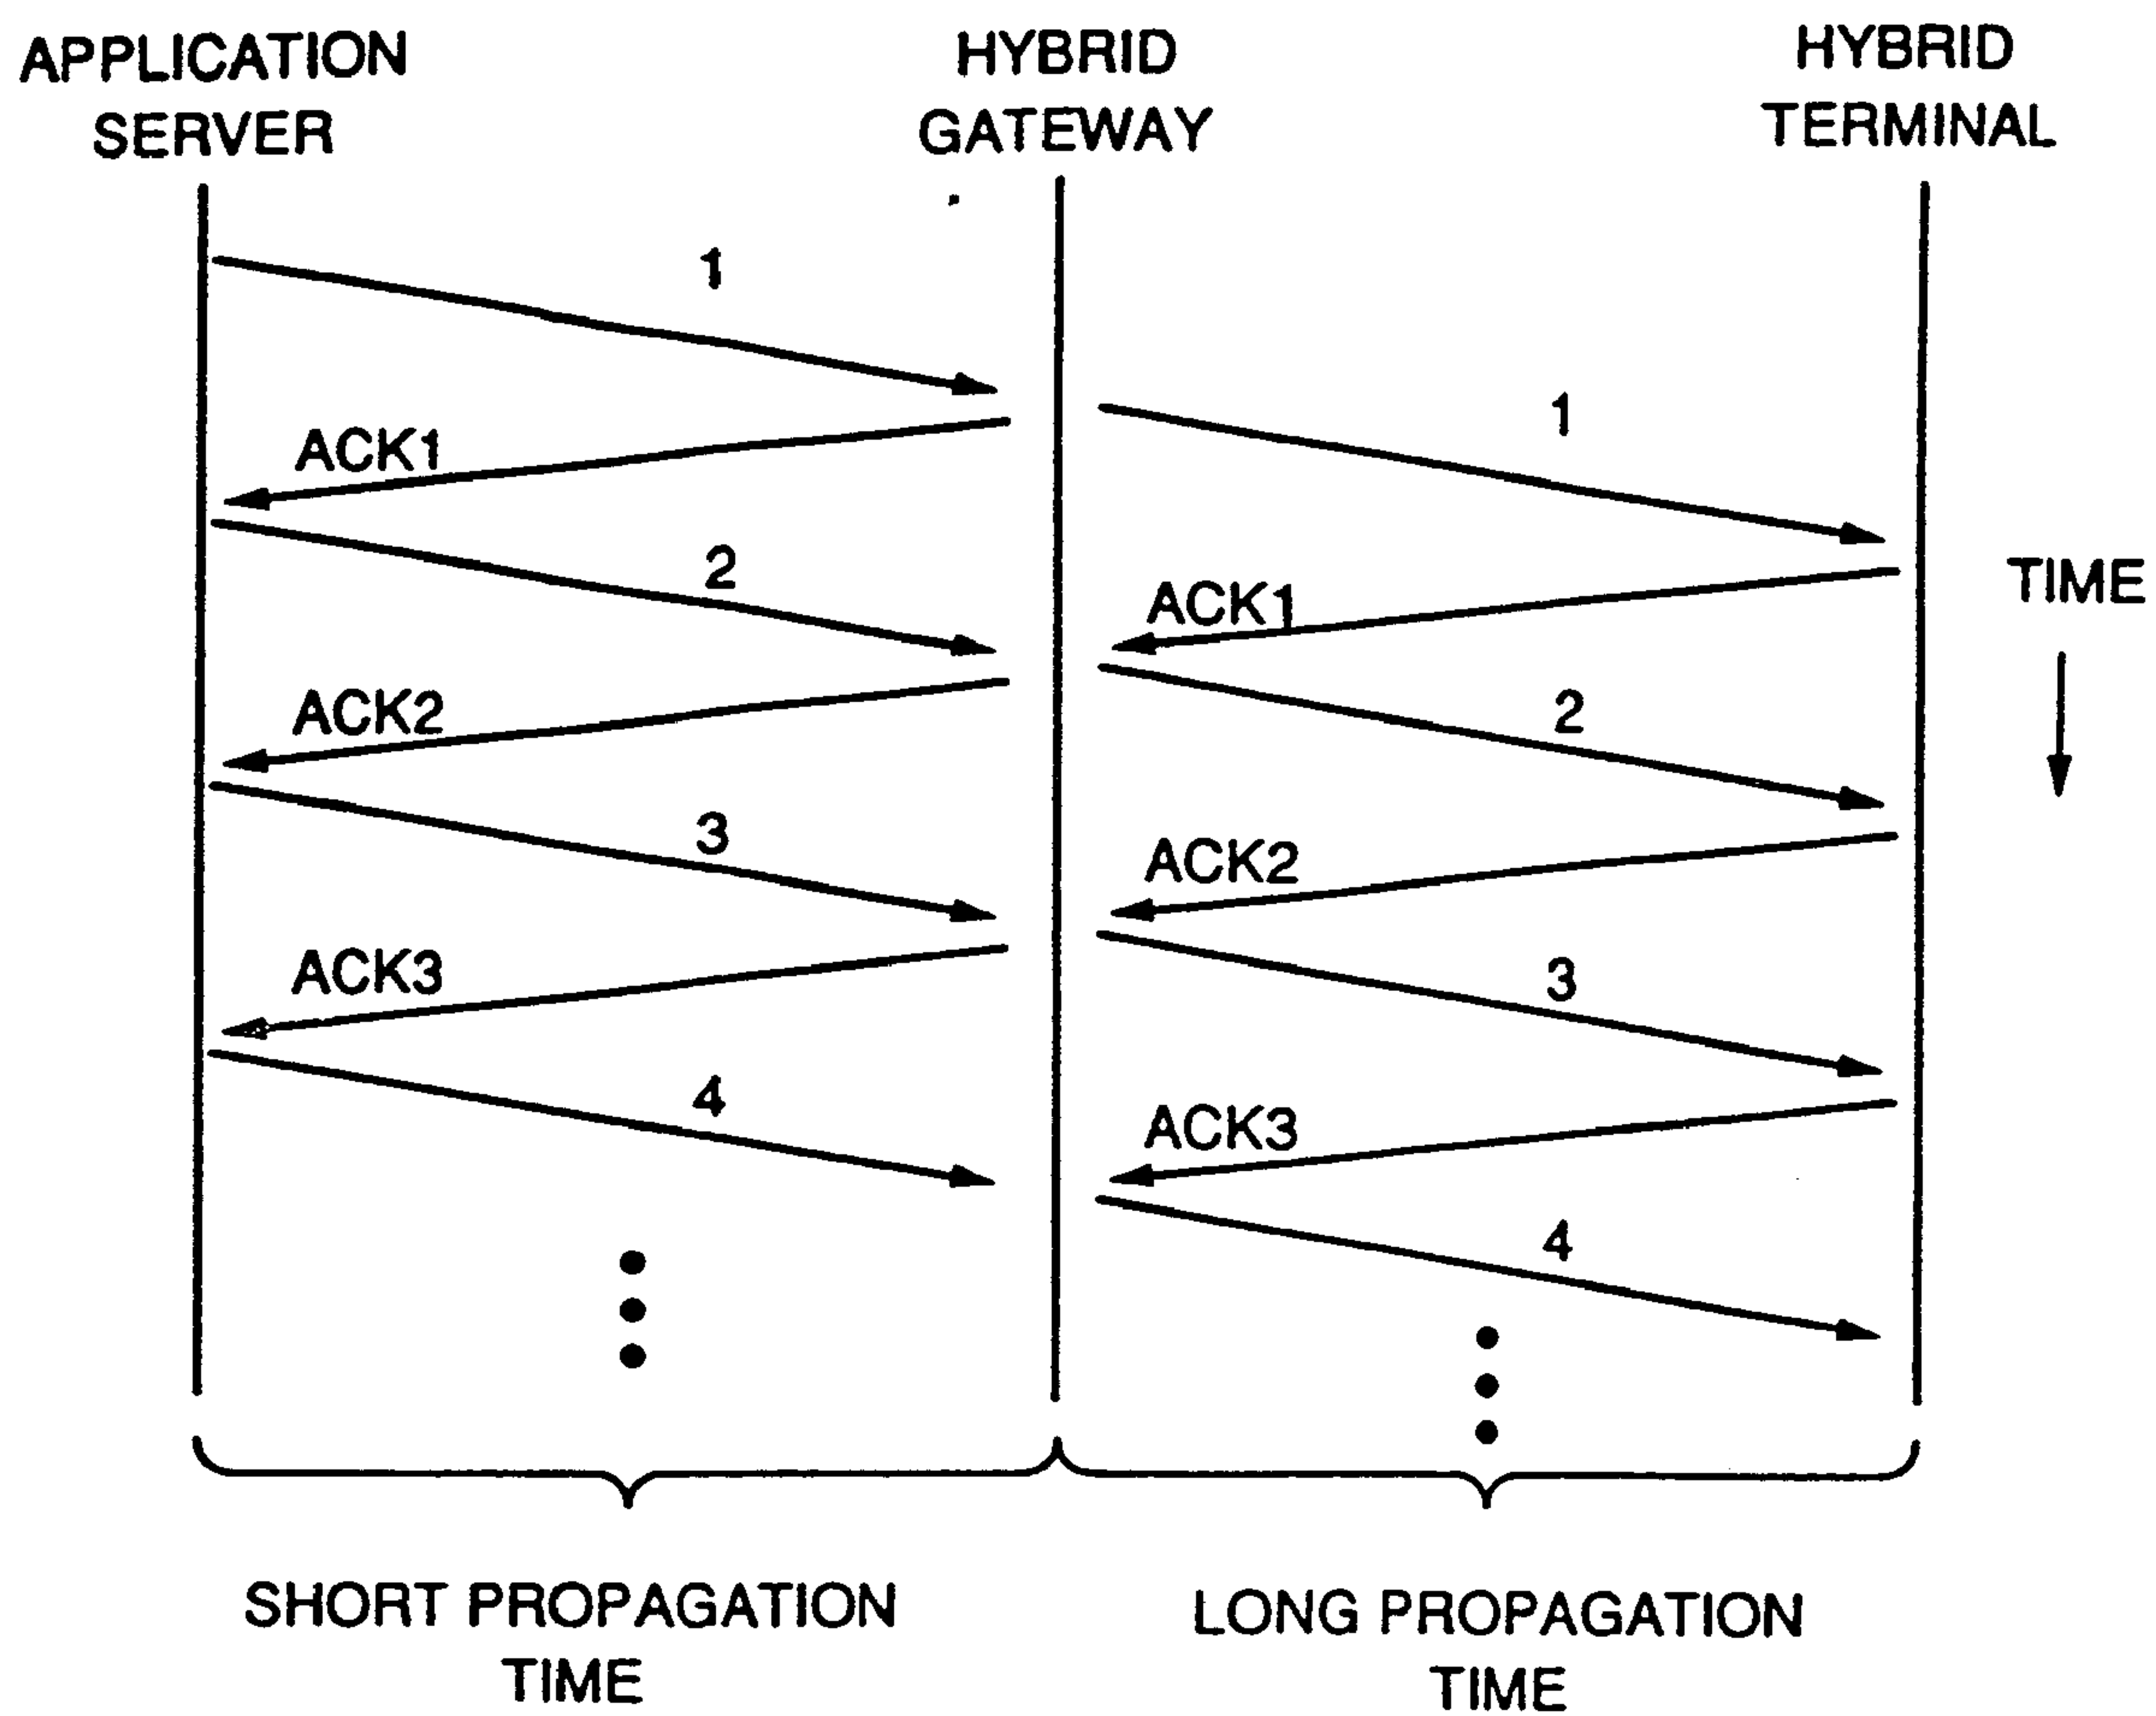 APPLICATION
SERVER
HYBRID
GATEWAY
HYBRID
TERMINAL
1
1
ACK1
2
ACK1
TIME
ACK2
2
3
ACK2
ACK3
3
4
ACK3
4
SHORT PROPAGATION
TIME
LONG PROPAGATION
TIME